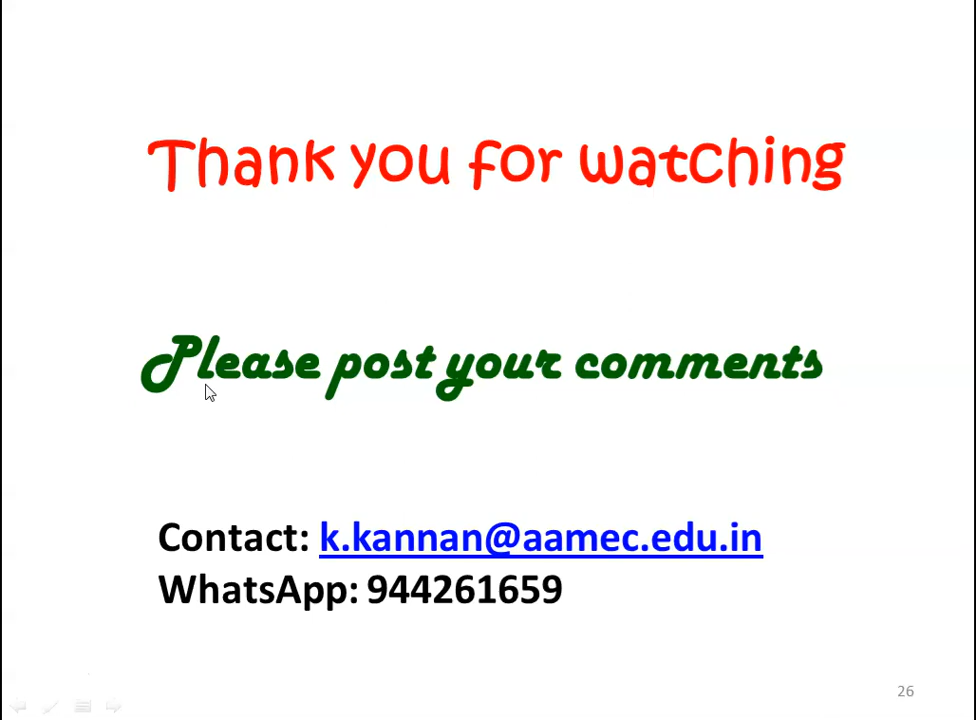 Thank you for watching
Please post your comments
Contact: k.kannan@aamec.edu.in
WhatsApp: 944261659
26